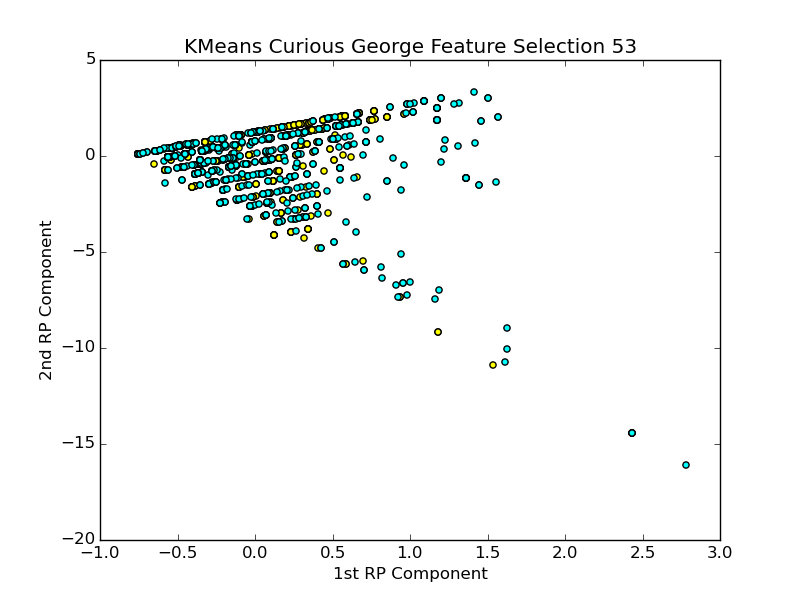 KMeans Curious George Feature Selection 53
5
0
−5
−10
−15
−20
2nd RP Component
−1.0 −0.5 0.0 0.5 1.0 1.5 2.0 2.5 3.0
1st RP Component